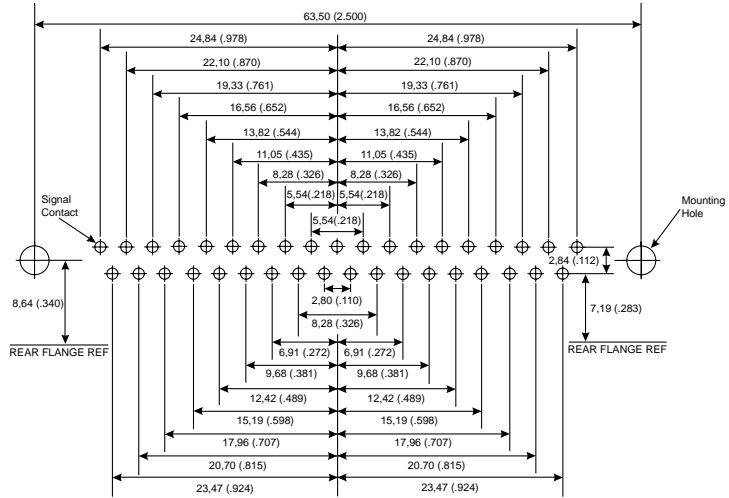 63,50 (2.500)
24,84 (.978) 24,84 (.978)
22,10 (.870) 22,10 (.870)
19,33 (.761) 19,33 (.761)
16,56 (.652) 16,56 (.652)
13,82 (.544) 13,82 (.544)
11,05 (.435) 11,05 (.435)
8,28 (.326) 8,28 (.326)
5,54(.218) 5,54(.218)
5,54(.218)
Signal
Contact
Mounting
Hole
2,84 (.112)
8,64 (.340)
2,80 (.110)
7,19 (.283)
8,28 (.326)
REAR FLANGE REF
6,91 (.272) 6,91 (.272)
REAR FLANGE REF
9,68 (.381) 9,68 (.381)
12,42 (.489) 12,42 (.489)
15,19 (.598) 15,19 (.598)
17,96 (.707) 17,96 (.707)
20,70 (.815) 20,70 (.815)
23,47 (.924) 23,47 (.924)